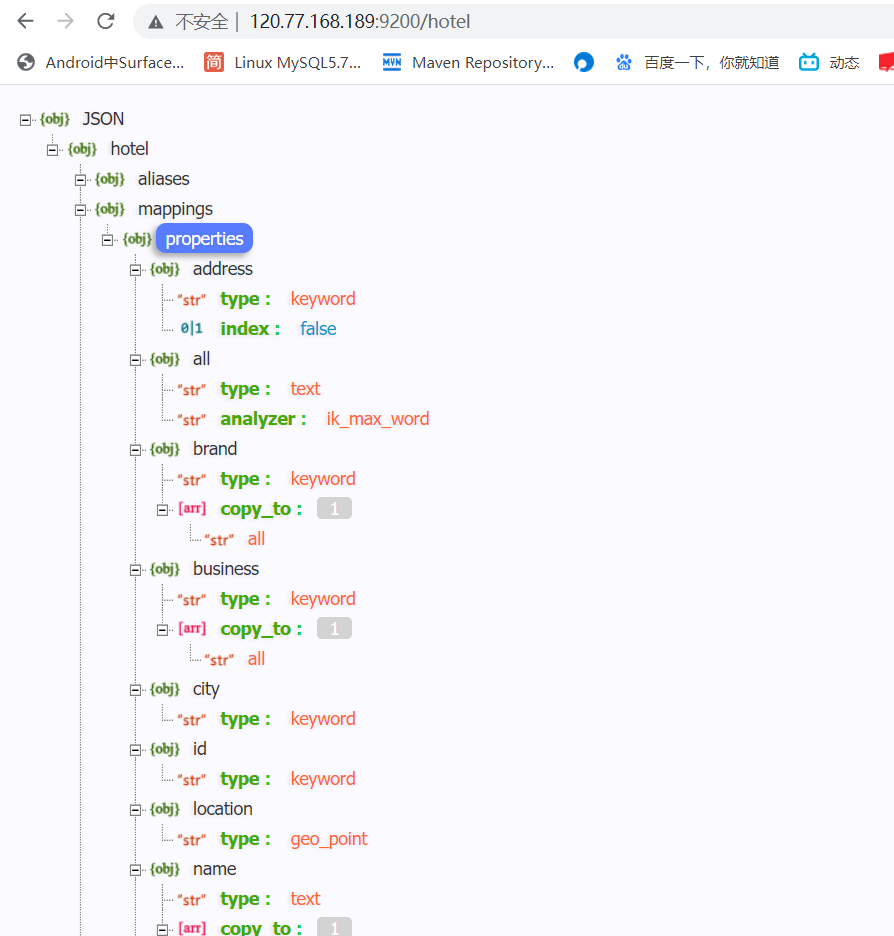 不安全 | 120.77.168.189:9200/hotel
Android中Surface... 简 Linux MySQL5.7... MVN Maven Repository... du 百度一下，你就知道 动态
{obj} JSON
{obj} hotel
{obj} aliases
{obj} mappings
{obj} properties
{obj} address
"str" type : keyword
0|1 index : false
{obj} all
"str" type : text
"str" analyzer : ik_max_word
{obj} brand
"str" type : keyword
[arr] copy_to : 1
"str" all
{obj} business
"str" type : keyword
[arr] copy_to : 1
"str" all
{obj} city
"str" type : keyword
{obj} id
"str" type : keyword
{obj} location
"str" type : geo_point
{obj} name
"str" type : text
[arr] copy_to : 1